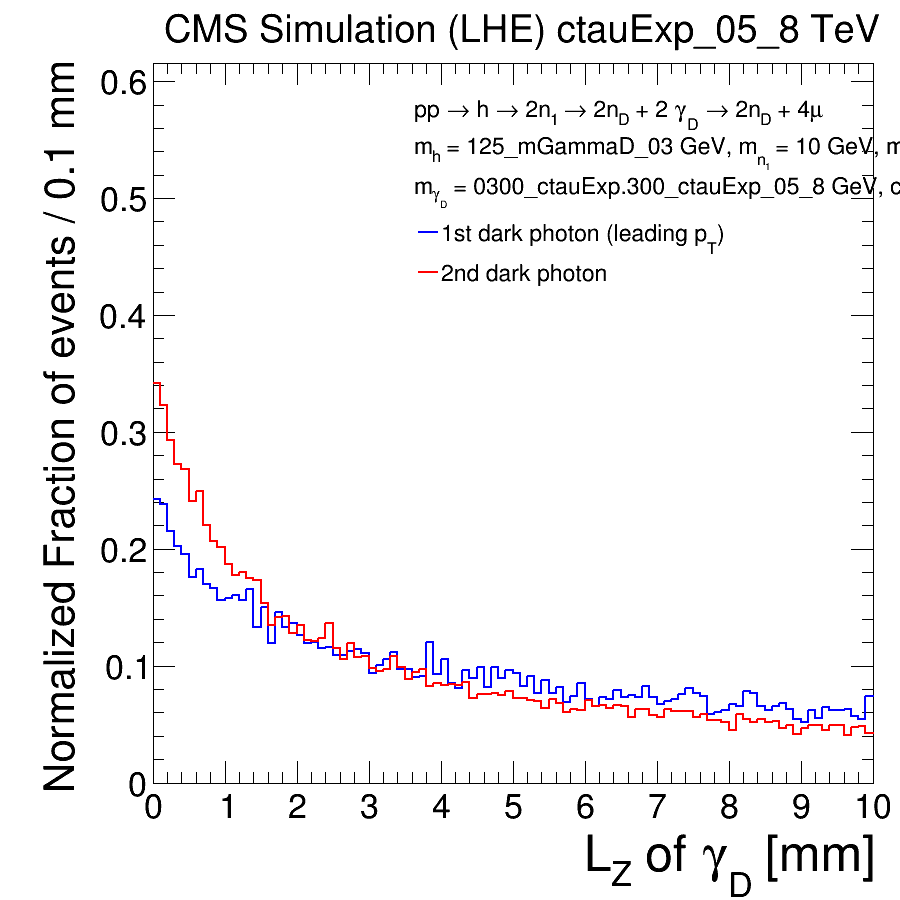 CMS Simulation (LHE) ctauExp_05_8 TeV
Normalized Fraction of events / 0.1 mm
0.6
0.5
0.4
0.3
0.2
0.1
0
pp → h → 2n1 → 2nD + 2 γD → 2nD + 4μ
mh = 125_mGammaD_03 GeV, mn1 = 10 GeV, m
mγD = 0300_ctauExp.300_ctauExp_05_8 GeV, c
1st dark photon (leading pT)
2nd dark photon
0 1 2 3 4 5 6 7 8 9 10
LZ of γD [mm]